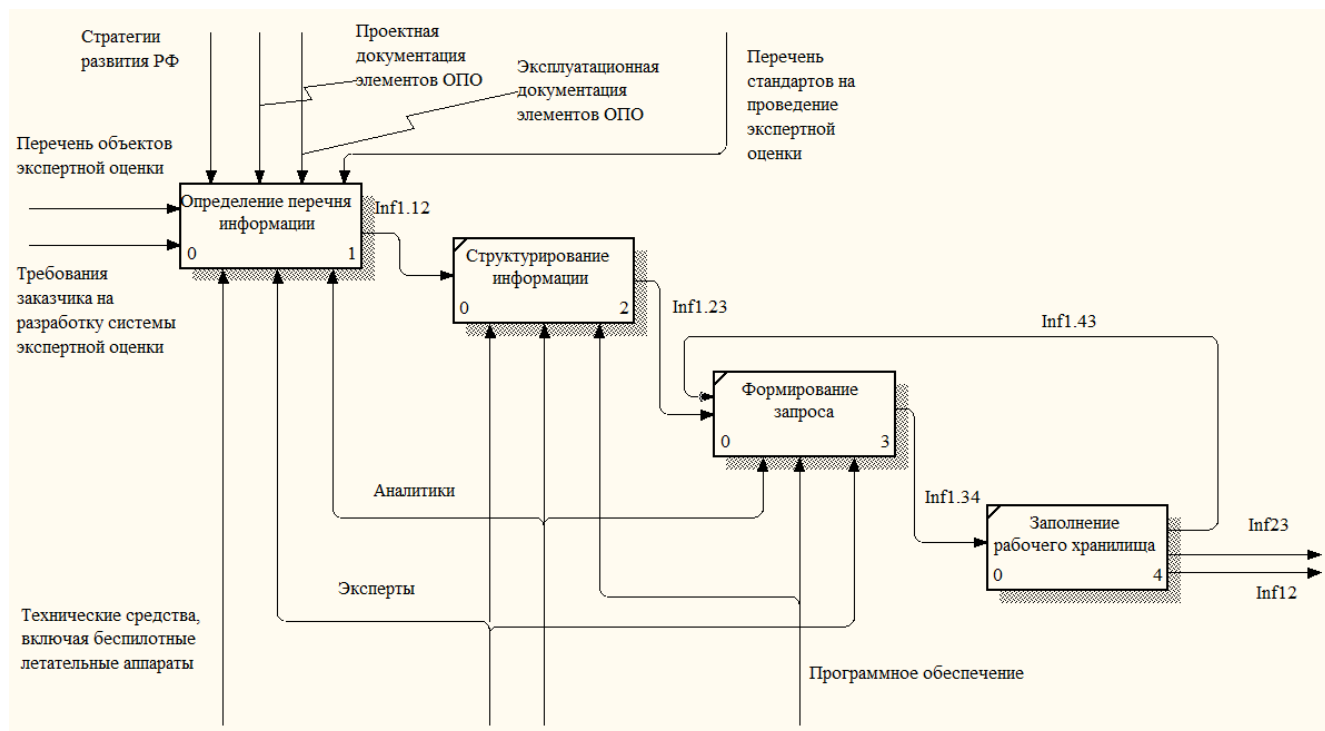 Стратегии
развития РФ
Проектная
документация
элементов ОПО
Эксплуатационная
документация
элементов ОПО
Перечень
стандартов на
проведение
экспертной
оценки
Перечень объектов
экспертной оценки
Определение перечня
информации
0 1
Inf1.12
Требования
заказчика на
разработку системы
экспертной оценки
Структурирование
информации
0 2
Inf1.23
Inf1.43
Формирование
запроса
0 3
Аналитики
Inf1.34
Заполнение
рабочего хранилища
0 4
Inf23
Inf12
Эксперты
Технические средства,
включая беспилотные
летательные аппараты
Программное обеспечение